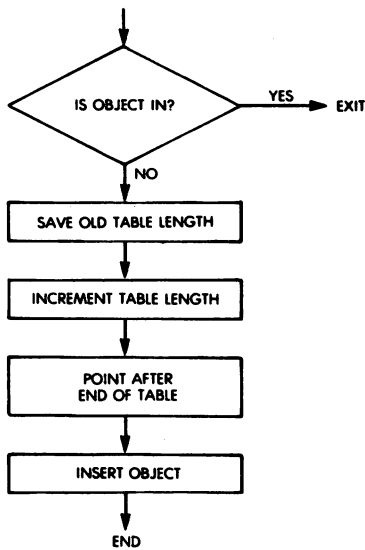 IS OBJECT IN?
YES
EXIT
NO
SAVE OLD TABLE LENGTH
INCREMENT TABLE LENGTH
POINT AFTER
END OF TABLE
INSERT OBJECT
END